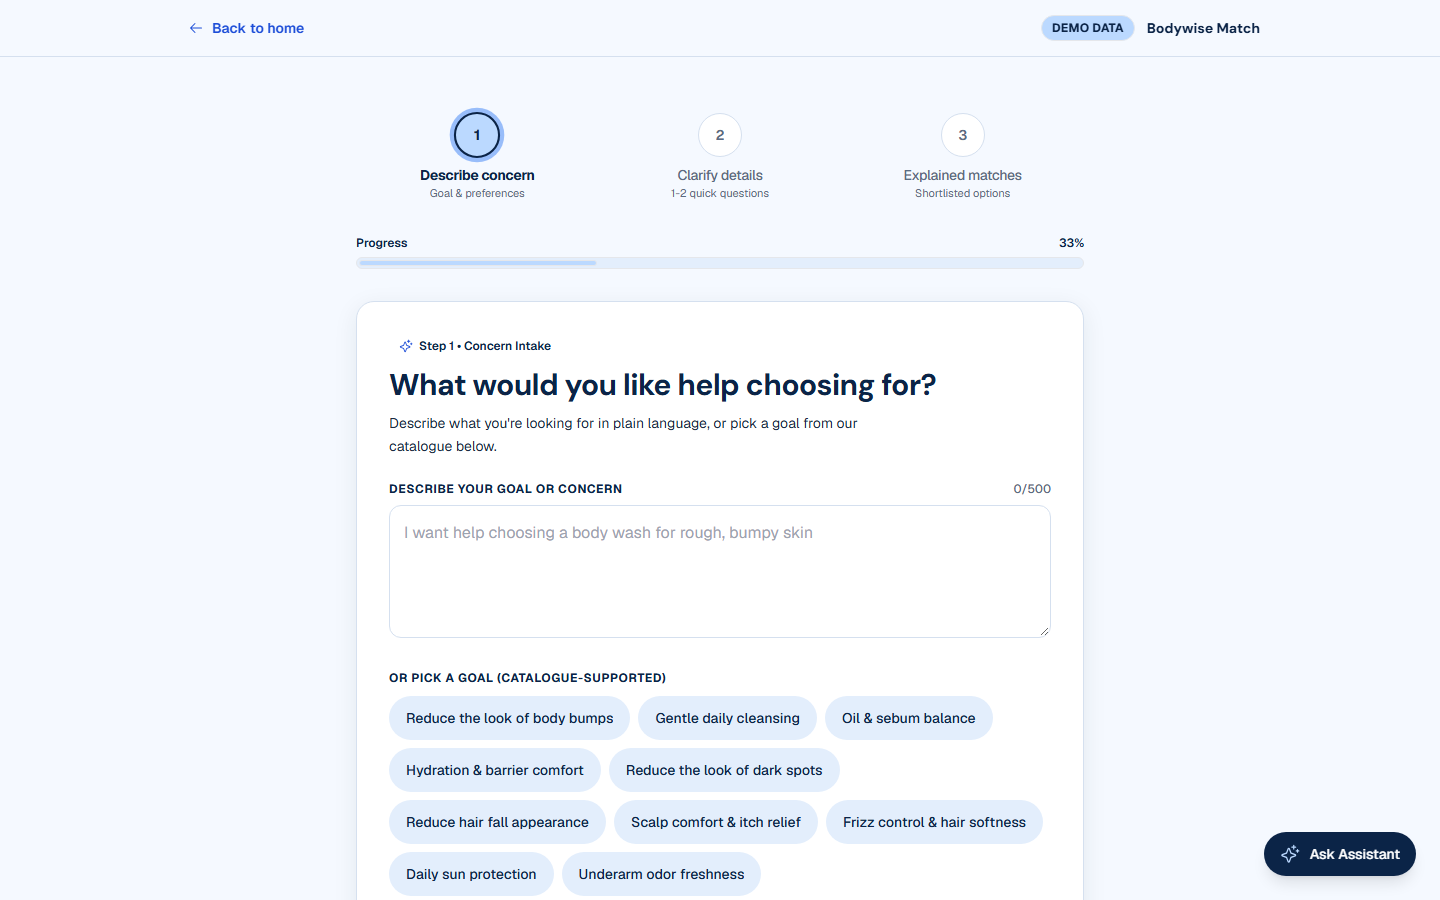 Back to home
DEMO DATA
Bodywise Match
1
2
3
Describe concern
Clarify details
Explained matches
Goal & preferences
1-2 quick questions
Shortlisted options
Progress
33%
Step 1 • Concern Intake
What would you like help choosing for?
Describe what you're looking for in plain language, or pick a goal from our
catalogue below.
DESCRIBE YOUR GOAL OR CONCERN
0/500
I want help choosing a body wash for rough, bumpy skin
OR PICK A GOAL (CATALOGUE-SUPPORTED)
Reduce the look of body bumps
Gentle daily cleansing
Oil & sebum balance
Hydration & barrier comfort
Reduce the look of dark spots
Reduce hair fall appearance
Scalp comfort & itch relief
Frizz control & hair softness
Daily sun protection
Underarm odor freshness
Ask Assistant